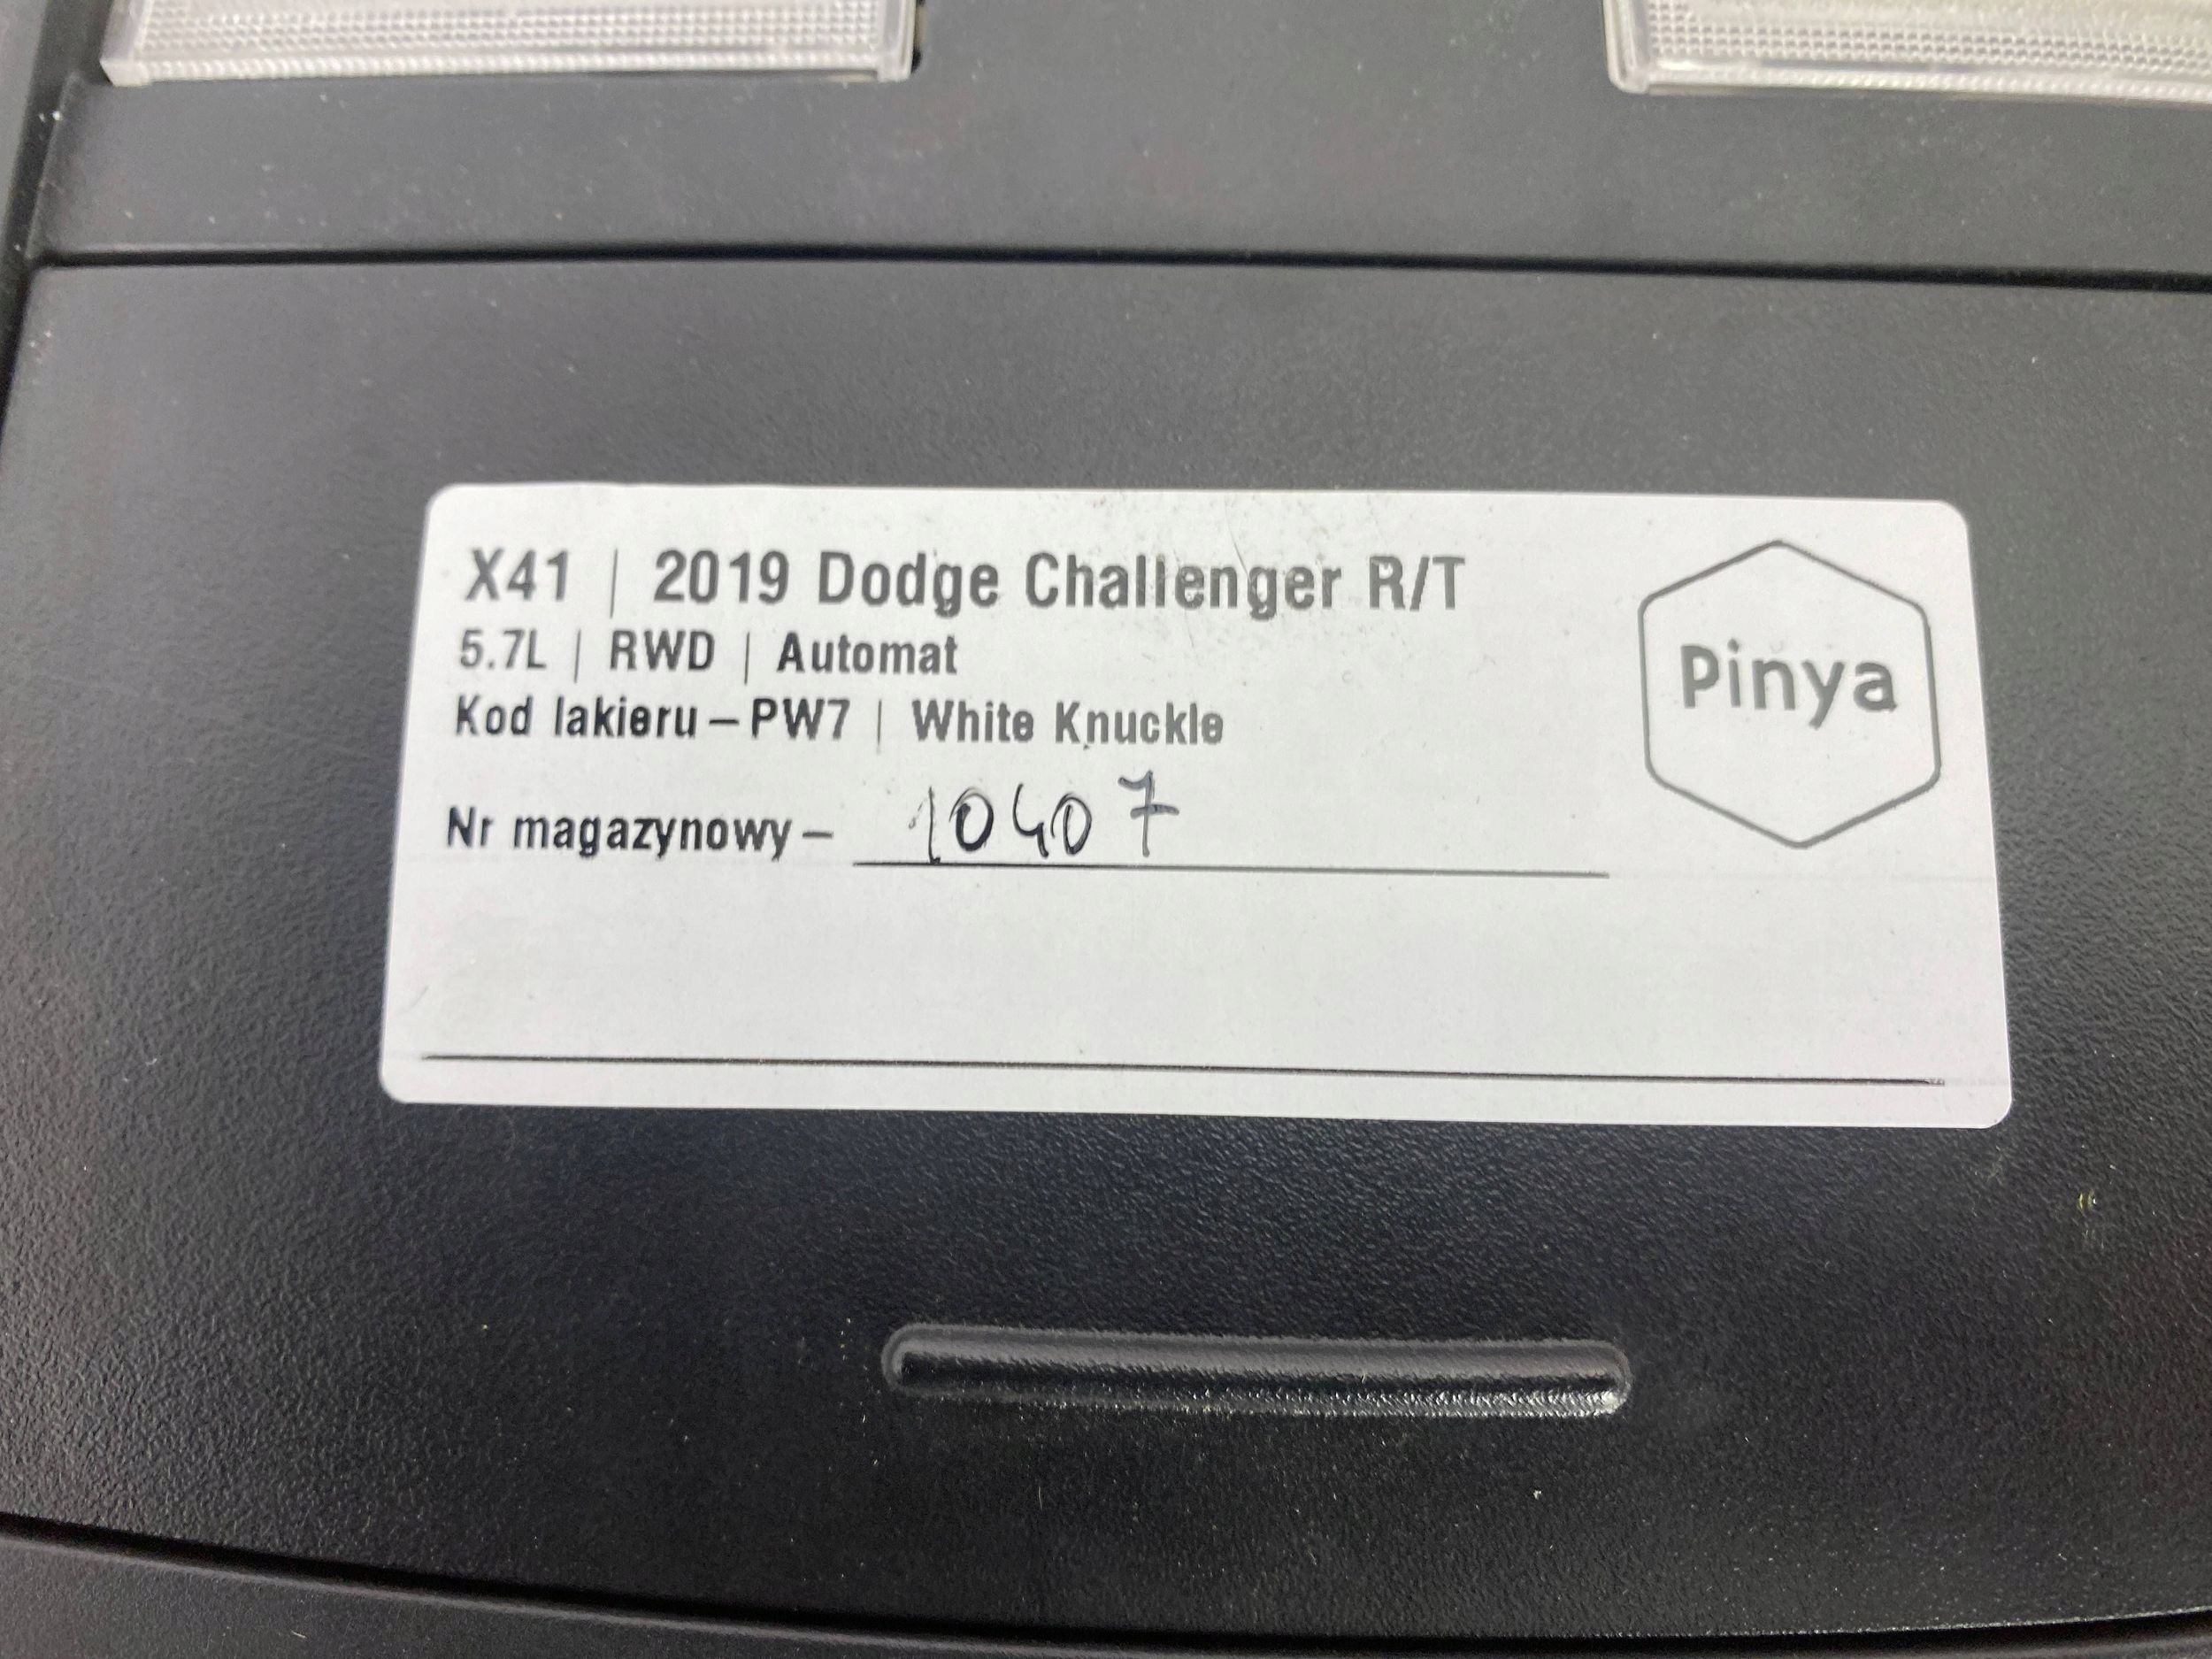 X41 | 2019 Dodge Challenger R/T
5.7L | RWD | Automat
Kod lakieru – PW7 | White Knuckle
Nr magazynowy – 10407
Pinya